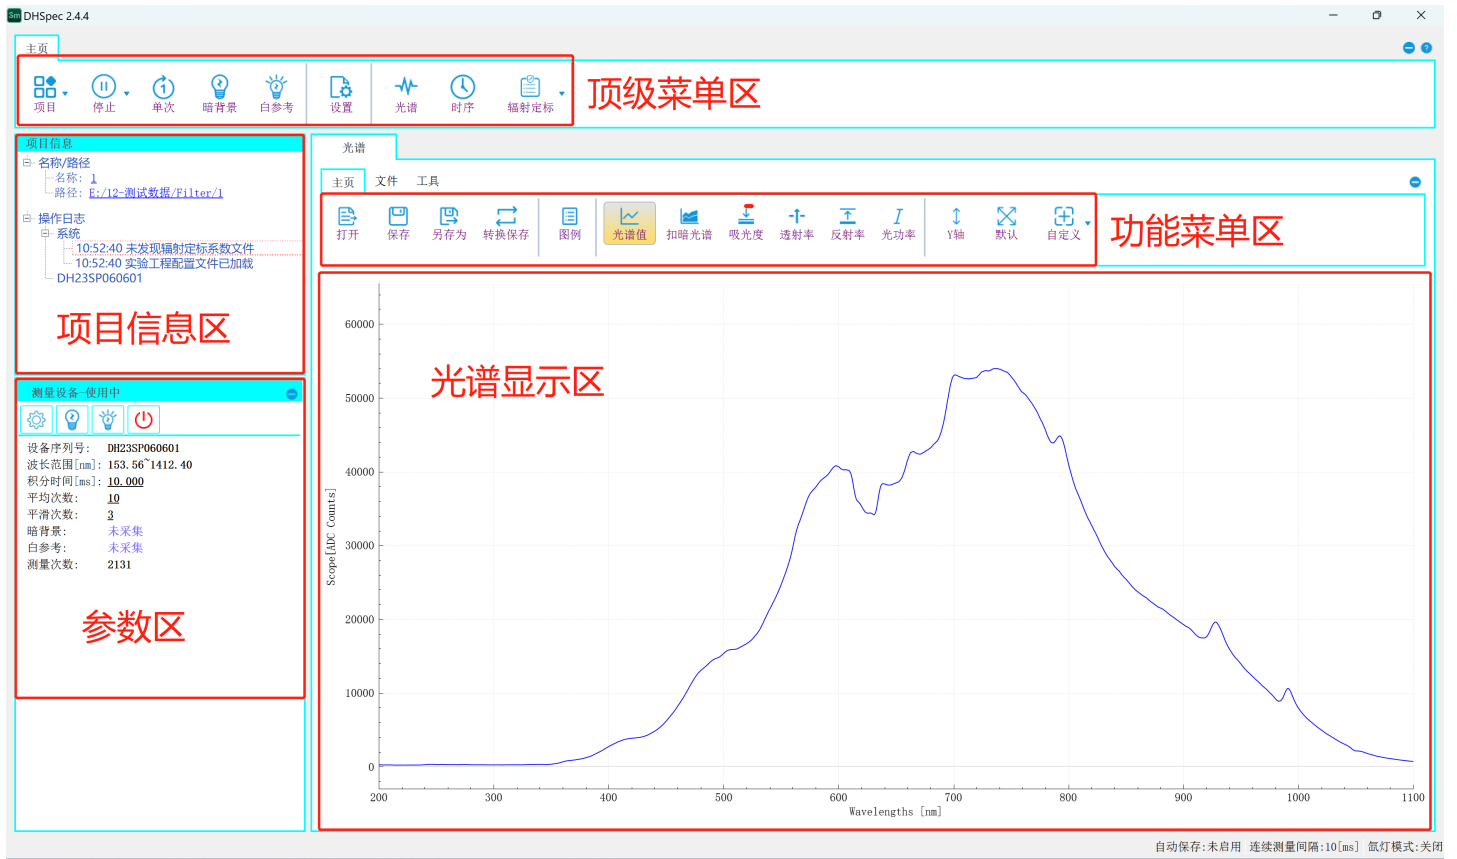 Sm DHSpec 2.4.4
主页
项目 停止 单次 暗背景 白参考 设置 光谱 时序 辐射定标
顶级菜单区
项目信息
名称/路径
名称: 1
路径: E:/12-测试数据/Filter/1
操作日志
系统
10:52:40 未发现辐射定标系数文件
10:52:40 实验工程配置文件已加载
DH23SP060601
项目信息区
测量设备-使用中
设备序列号: DH23SP060601
波长范围[nm]: 153.56~1412.40
积分时间[ms]: 10.000
平均次数: 10
平滑次数: 3
暗背景: 未采集
白参考: 未采集
测量次数: 2131
参数区
光谱
主页 文件 工具
打开 保存 另存为 转换保存 图例 光谱值 扣暗光谱 吸光度 透射率 反射率 光功率 Y轴 默认 自定义
功能菜单区
光谱显示区
60000
50000
40000
30000
20000
10000
0
Scope[ADC Counts]
200 300 400 500 600 700 800 900 1000 1100
Wavelengths [nm]
自动保存:未启用 连续测量间隔:10[ms] 氙灯模式:关闭